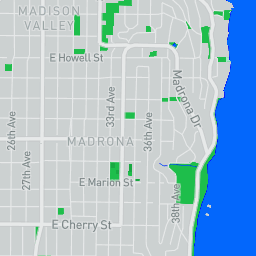 MADISON
VALLEY
E Howell St
Madrona Dr
33rd Ave
36th Ave
26th Ave
MADRONA
27th Ave
E Marion St
38th Ave
E Cherry St